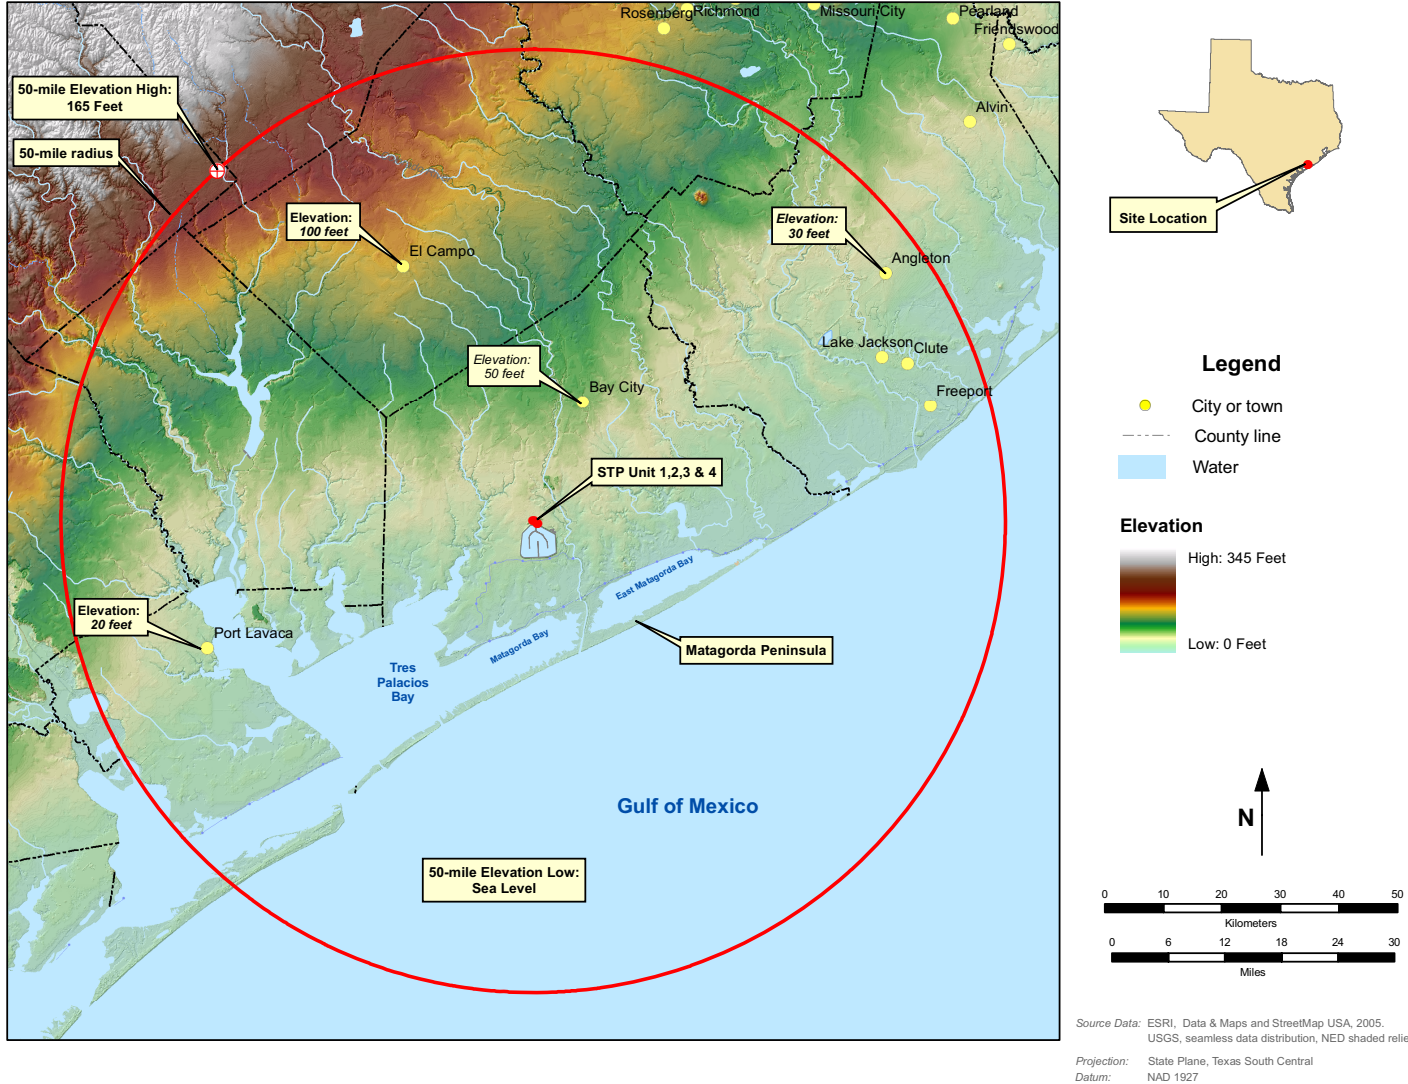 Rosenberg
Richmond
Missouri City
Pearland
Friendswood
50-mile Elevation High:
165 Feet
Alvin
50-mile radius
Elevation:
100 feet
Elevation:
30 feet
Site Location
El Campo
Angleton
Lake Jackson
Clute
Elevation:
50 feet
Bay City
Freeport
Legend
City or town
County line
Water
STP Unit 1,2,3 & 4
Elevation
High: 345 Feet
Low: 0 Feet
East Matagorda Bay
Elevation:
20 feet
Port Lavaca
Matagorda Bay
Matagorda Peninsula
Tres
Palacios
Bay
Gulf of Mexico
N
50-mile Elevation Low:
Sea Level
0 10 20 30 40 50
Kilometers
0 6 12 18 24 30
Miles
Source Data: ESRI, Data & Maps and StreetMap USA, 2005.
USGS, seamless data distribution, NED shaded relie
Projection: State Plane, Texas South Central
Datum: NAD 1927